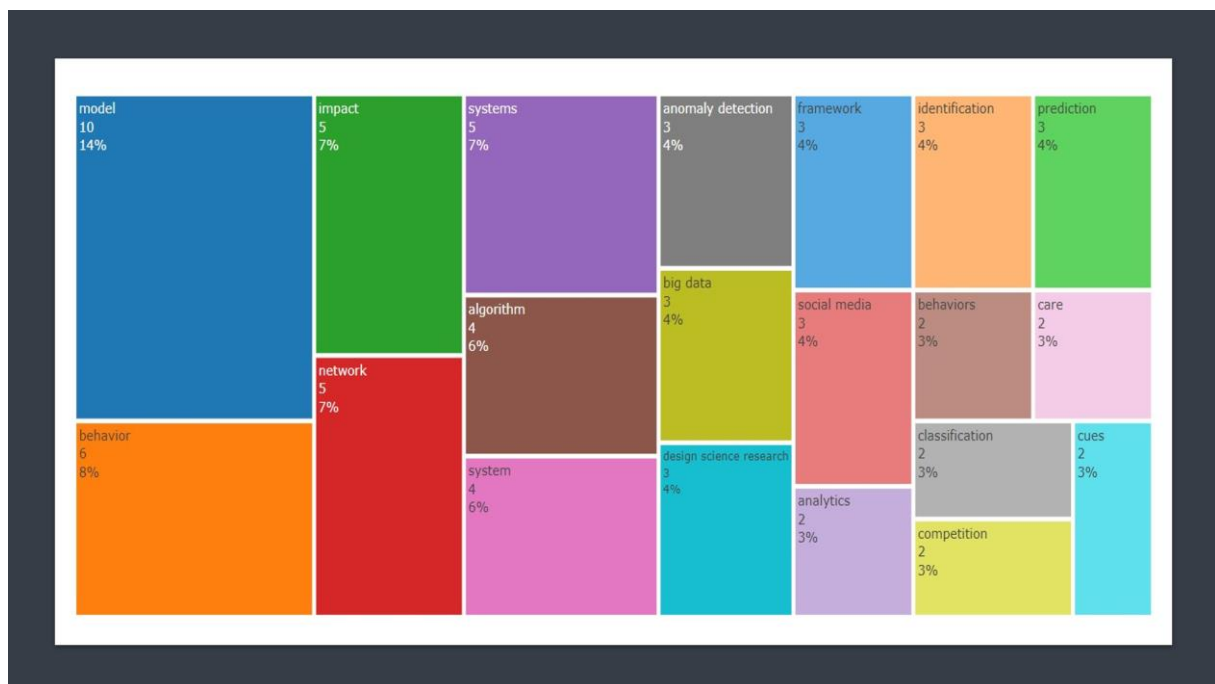 model
10
14%
behavior
6
8%
impact
5
7%
network
5
7%
systems
5
7%
algorithm
4
6%
system
4
6%
anomaly detection
3
4%
big data
3
4%
design science research
3
4%
framework
3
4%
social media
3
4%
analytics
2
3%
identification
3
4%
prediction
3
4%
behaviors
2
3%
care
2
3%
classification
2
3%
competition
2
3%
cues
2
3%